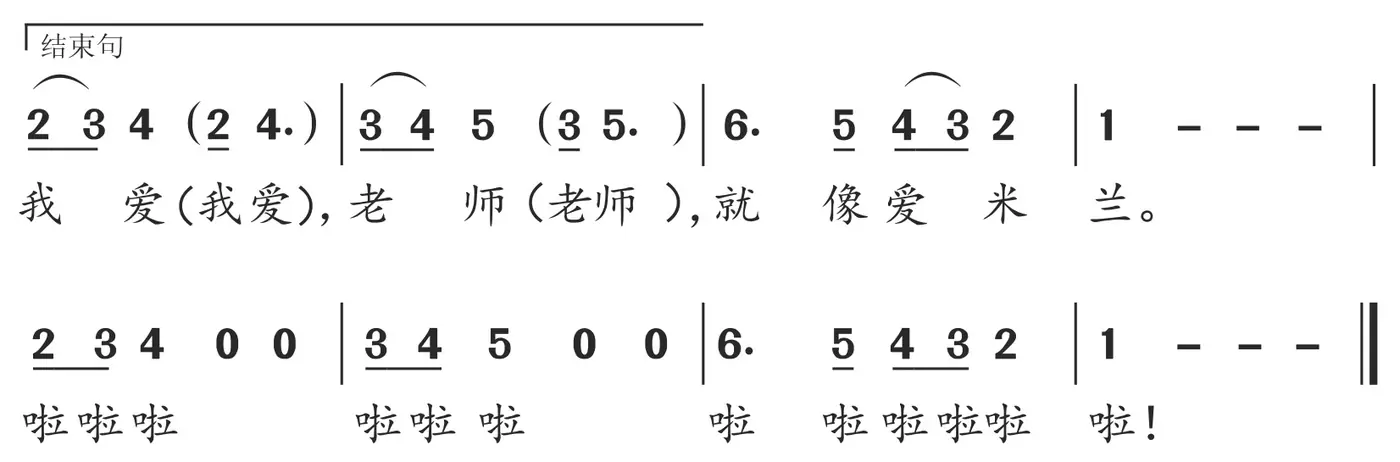 结束句
2 3 4 (2 4.) | 3 4 5 (3 5. ) | 6. 5 4 3 2 | 1 – – – |
我 爱(我爱),老 师(老师 ),就 像爱 米 兰。
2 3 4 0 0 | 3 4 5 0 0 | 6. 5 4 3 2 | 1 – – – ‖
啦啦啦 啦啦 啦 啦 啦啦啦啦 啦!